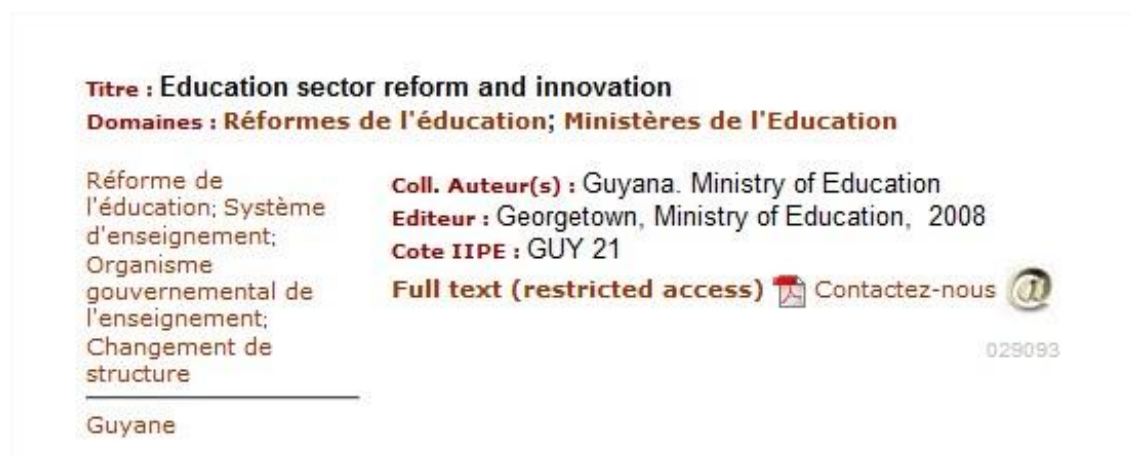 Titre : Education sector reform and innovation
Domaines : Réformes de l'éducation; Ministères de l'Education
Réforme de
l'éducation; Système
d'enseignement;
Organisme
gouvernemental de
l'enseignement;
Changement de
structure
Guyane
Coll. Auteur(s) : Guyana. Ministry of Education
Editeur : Georgetown, Ministry of Education, 2008
Cote IIPE : GUY 21
Full text (restricted access) Contactez-nous @
029093